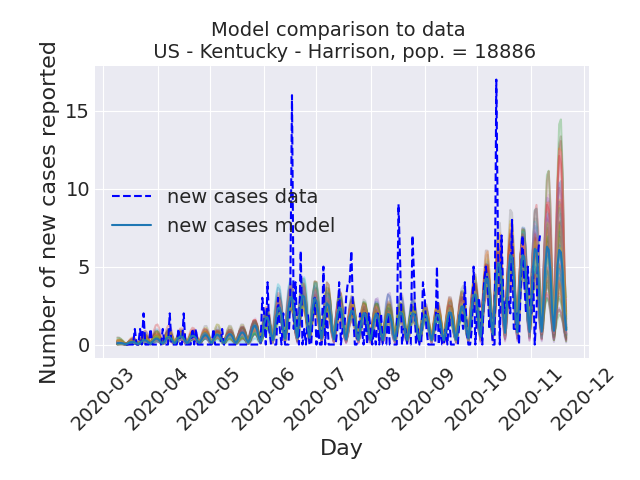 Model comparison to data
US - Kentucky - Harrison, pop. = 18886
Number of new cases reported
15
10
5
0
new cases data
new cases model
2020-03
2020-04
2020-05
2020-06
2020-07
2020-08
2020-09
2020-10
2020-11
2020-12
Day